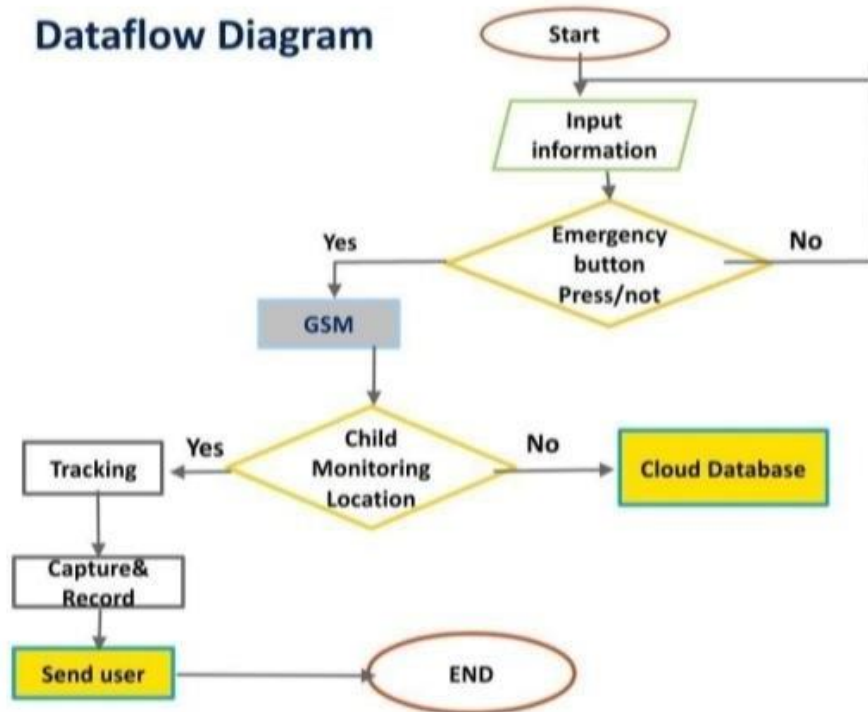 Dataflow Diagram
Start
Input
information
Emergency
button
Press/not
Yes
No
GSM
Child
Monitoring
Location
Yes
No
Tracking
Cloud Database
Capture&
Record
Send user
END